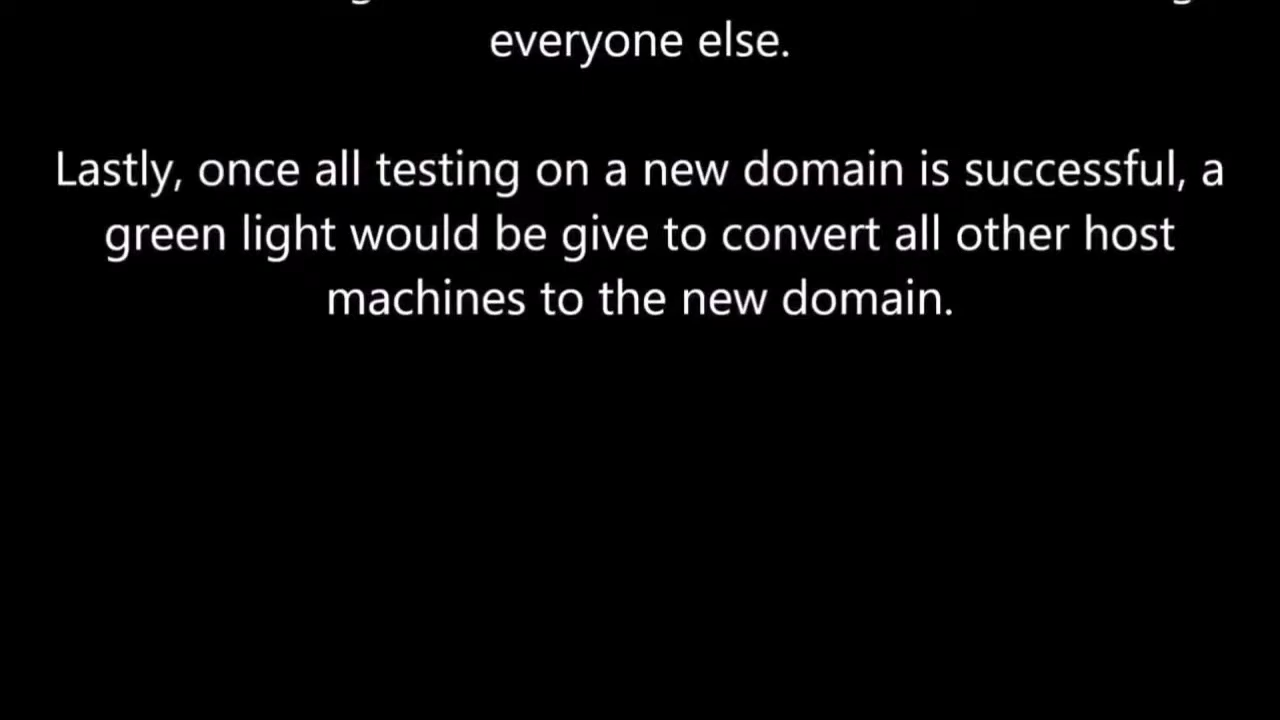 everyone else.
Lastly, once all testing on a new domain is successful, a
green light would be give to convert all other host
machines to the new domain.